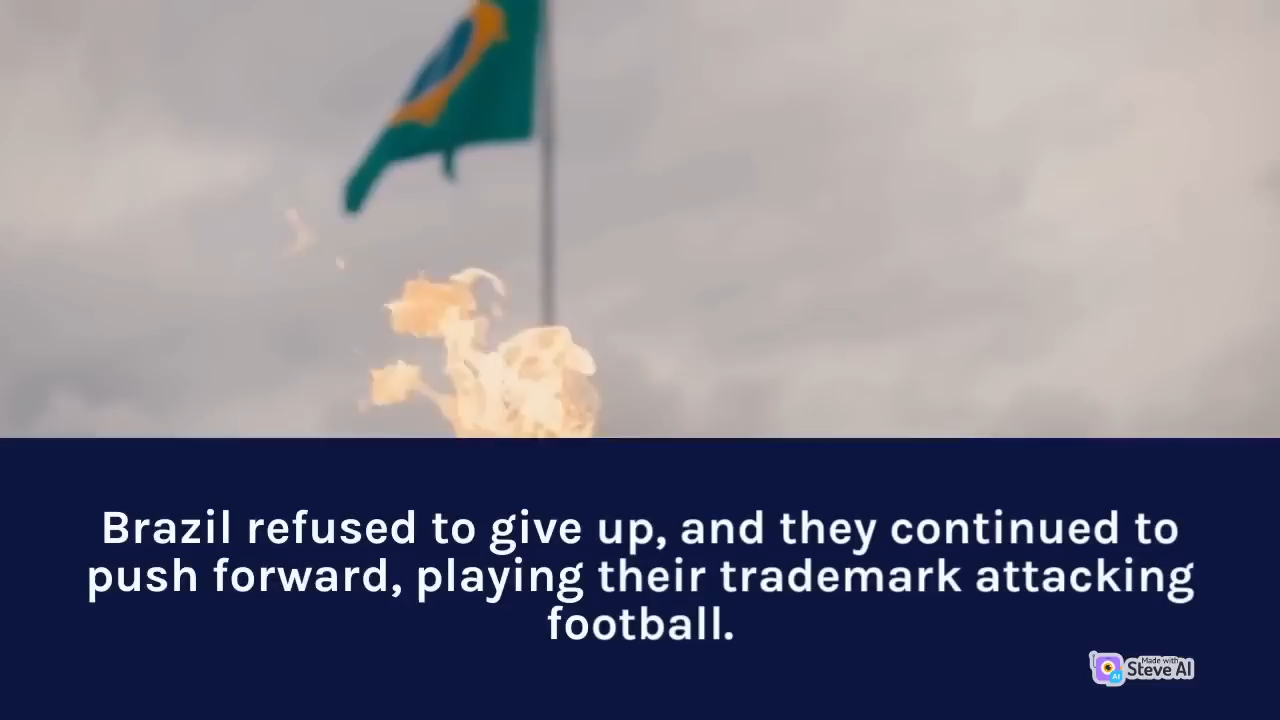 Brazil refused to give up, and they continued to
push forward, playing their trademark attacking
football.
Made with
Steve AI
AI